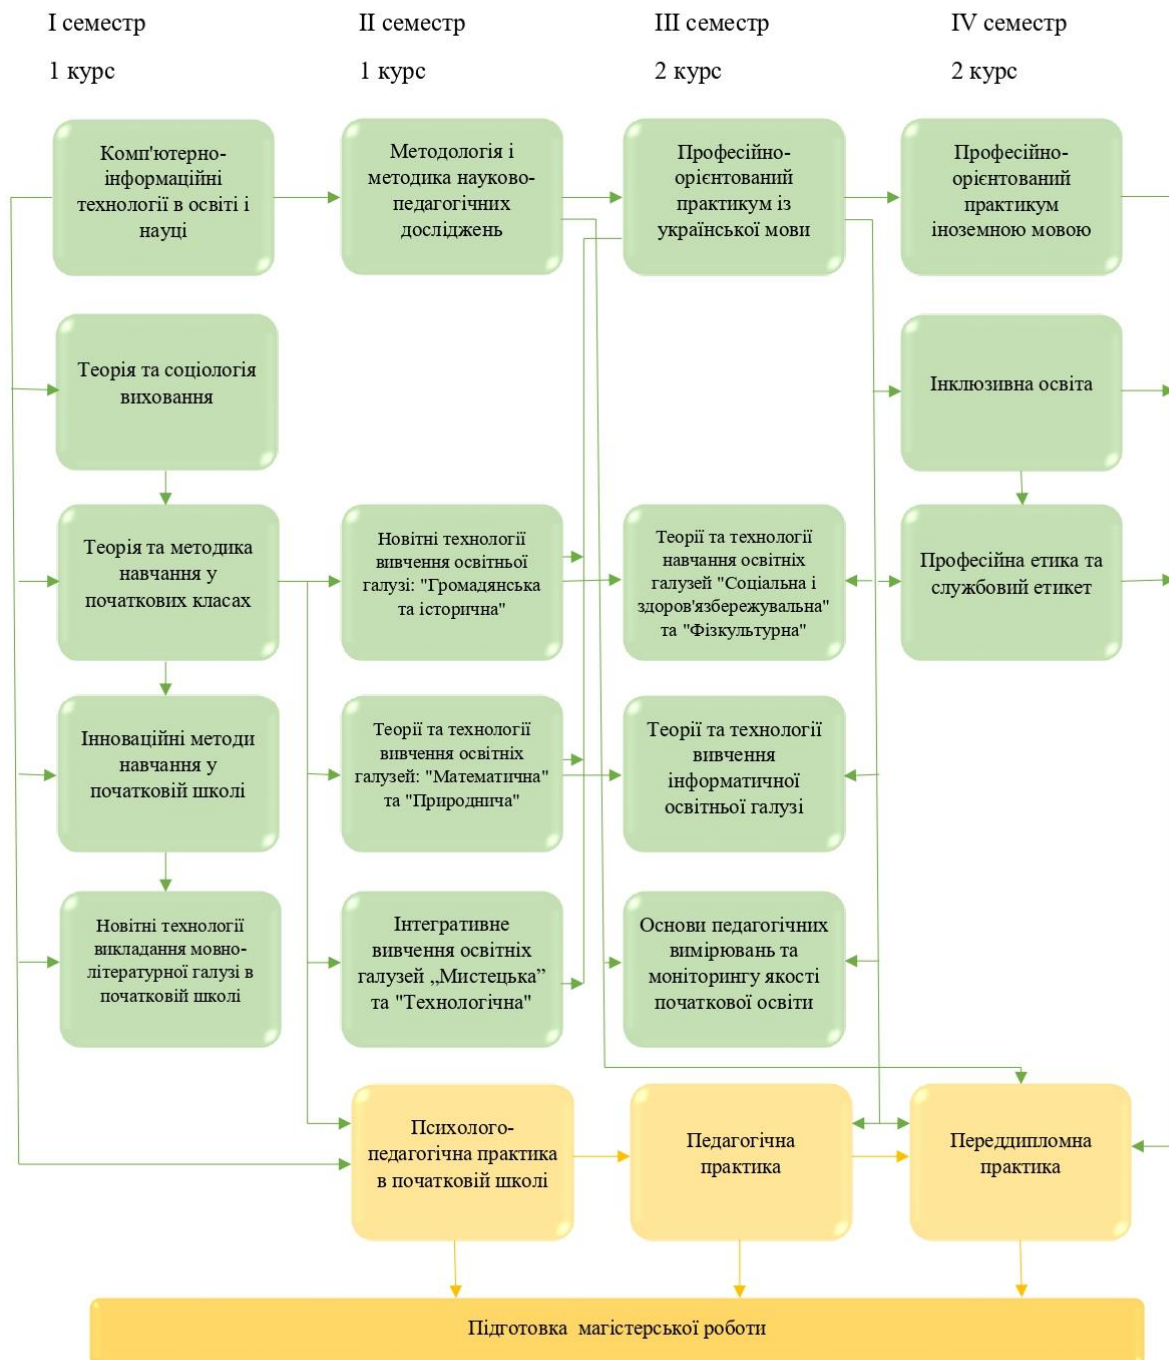 I семестр
II семестр
III семестр
IV семестр
1 курс
1 курс
2 курс
2 курс
Комп'ютерно-
інформаційні
технології в освіті і
науці
Методологія і
методика науково-
педагогічних
досліджень
Професійно-
орієнтований
практикум із
української мови
Професійно-
орієнтований
практикум
іноземною мовою
Теорія та соціологія
виховання
Інклюзивна освіта
Теорія та методика
навчання у
початкових класах
Новітні технології
вивчення освітньої
галузі: "Громадянська
та історична"
Теорії та технології
навчання освітніх
галузей "Соціальна і
здоров'язбережувальна"
та "Фізкультурна"
Професійна етика та
службовий етикет
Інноваційні методи
навчання у
початковій школі
Теорії та технології
вивчення освітніх
галузей: "Математична"
та "Природнича"
Теорії та технології
вивчення
інформатичної
освітньої галузі
Новітні технології
викладання мовно-
літературної галузі в
початковій школі
Інтегративне
вивчення освітніх
галузей „Мистецька”
та "Технологічна"
Основи педагогічних
вимірювань та
моніторингу якості
початкової освіти
Психолого-
педагогічна практика
в початковій школі
Педагогічна
практика
Переддипломна
практика
Підготовка магістерської роботи